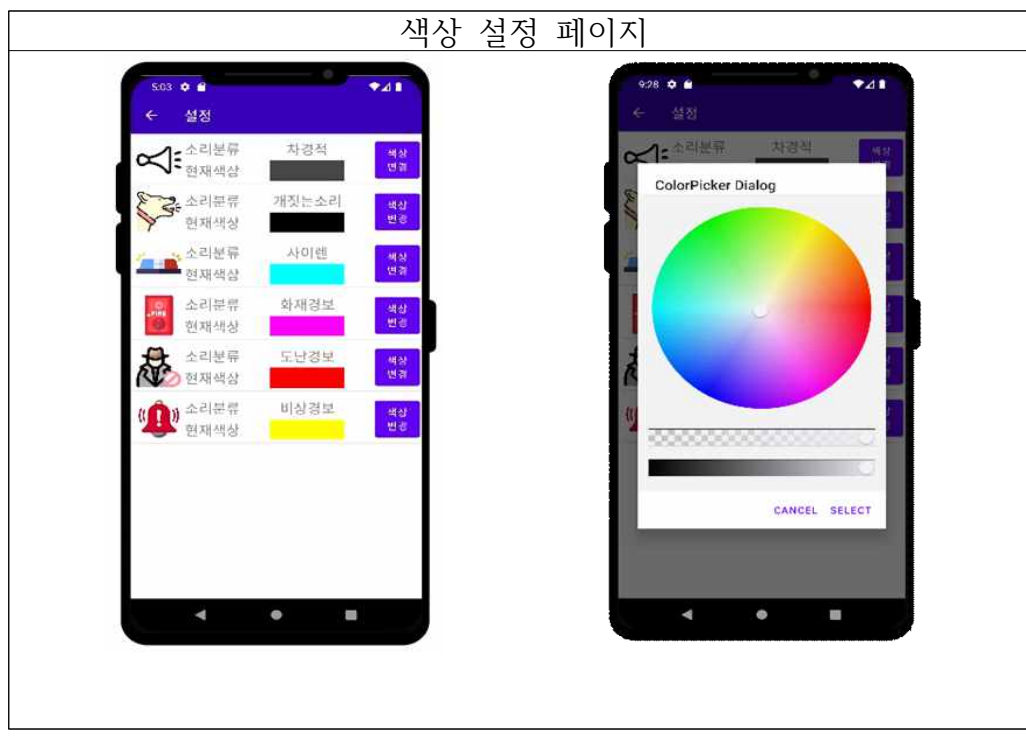 색상 설정 페이지
5:03
설정
소리분류 차경적 색상
현재색상 변경
소리분류 개짖는소리 색상
현재색상 변경
소리분류 사이렌 색상
현재색상 변경
FIRE
소리분류 화재경보 색상
현재색상 변경
소리분류 도난경보 색상
현재색상 변경
소리분류 비상경보 색상
현재색상 변경
9:28
설정
소리분류 차경적 색상
ColorPicker Dialog
CANCEL SELECT